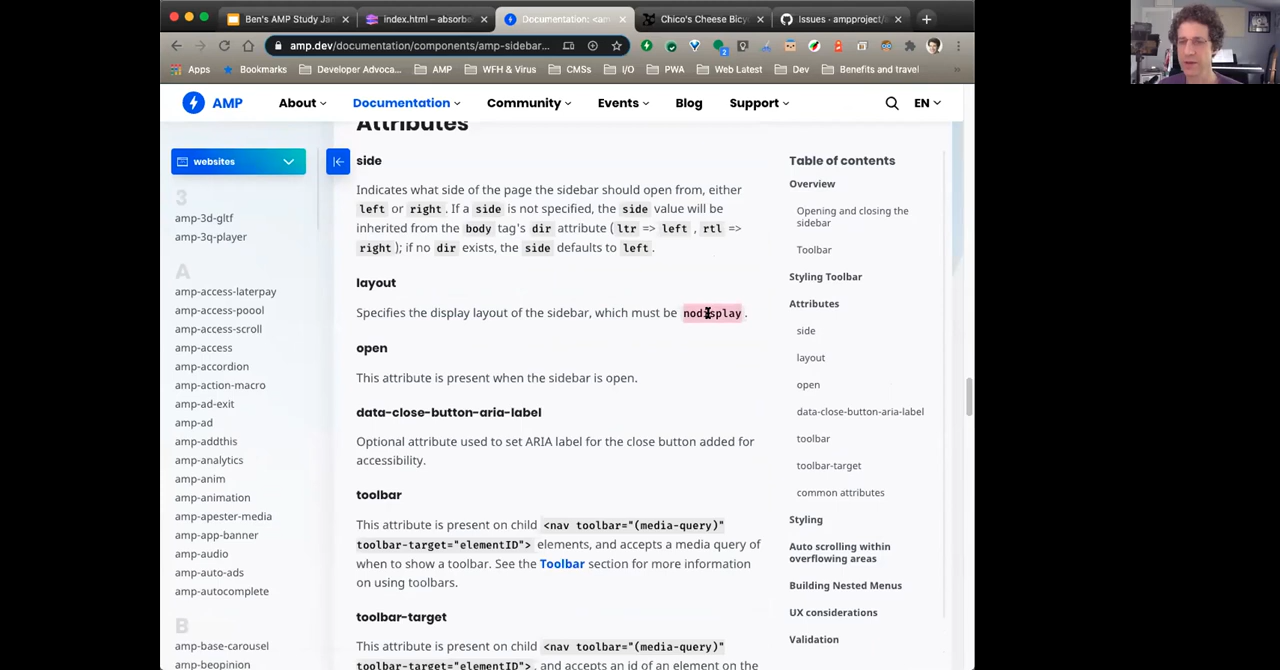 Ben's AMP Study Jam
index.html – absorbo
Documentation: <am
Chico's Cheese Bicy
Issues · ampproject/a
amp.dev/documentation/components/amp-sidebar...
Apps
Bookmarks
Developer Advoca...
AMP
WFH & Virus
CMSs
I/O
PWA
Web Latest
Dev
Benefits and travel
»
AMP
About
Documentation
Community
Events
Blog
Support
EN
websites
3
amp-3d-gltf
amp-3q-player
A
amp-access-laterpay
amp-access-poool
amp-access-scroll
amp-access
amp-accordion
amp-action-macro
amp-ad-exit
amp-ad
amp-addthis
amp-analytics
amp-anim
amp-animation
amp-apester-media
amp-app-banner
amp-audio
amp-auto-ads
amp-autocomplete
B
amp-base-carousel
amp-beopinion
Attributes
side
Indicates what side of the page the sidebar should open from, either
left or right. If a side is not specified, the side value will be
inherited from the body tag's dir attribute ( ltr => left , rtl =>
right ); if no dir exists, the side defaults to left .
layout
Specifies the display layout of the sidebar, which must be nodisplay .
open
This attribute is present when the sidebar is open.
data-close-button-aria-label
Optional attribute used to set ARIA label for the close button added for
accessibility.
toolbar
This attribute is present on child <nav toolbar="(media-query)"
toolbar-target="elementID"> elements, and accepts a media query of
when to show a toolbar. See the Toolbar section for more information
on using toolbars.
toolbar-target
This attribute is present on child <nav toolbar="(media-query)"
toolbar-target="elementID"> , and accepts an id of an element on the
Table of contents
Overview
Opening and closing the
sidebar
Toolbar
Styling Toolbar
Attributes
side
layout
open
data-close-button-aria-label
toolbar
toolbar-target
common attributes
Styling
Auto scrolling within
overflowing areas
Building Nested Menus
UX considerations
Validation